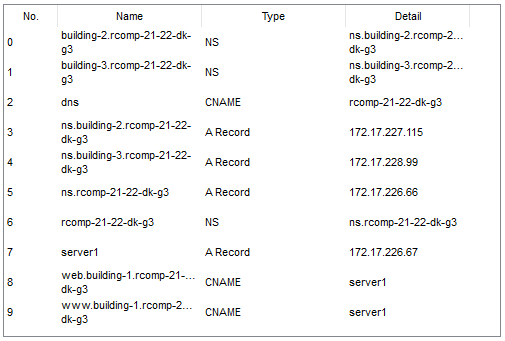 No. Name Type Detail
0 building-2.rcomp-21-22-dk- NS ns.building-2.rcomp-2...
g3 dk-g3
1 building-3.rcomp-21-22-dk- NS ns.building-3.rcomp-2...
g3 dk-g3
2 dns CNAME rcomp-21-22-dk-g3
3 ns.building-2.rcomp-21-22- A Record 172.17.227.115
dk-g3
4 ns.building-3.rcomp-21-22- A Record 172.17.228.99
dk-g3
5 ns.rcomp-21-22-dk-g3 A Record 172.17.226.66
6 rcomp-21-22-dk-g3 NS ns.rcomp-21-22-dk-g3
7 server1 A Record 172.17.226.67
8 web.building-1.rcomp-21-... CNAME server1
dk-g3
9 www.building-1.rcomp-2... CNAME server1
dk-g3